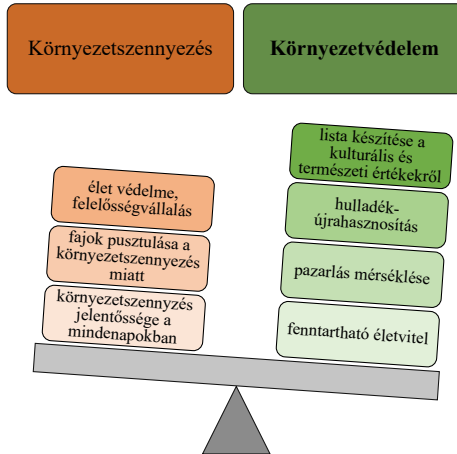 Környezetszennyezés
Környezetvédelem
élet védelme,
felelősségvállalás
fajok pusztulása a
környezetszennyezés
miatt
környezetszennyzés
jelentőssége a
mindenapokban
lista készítése a
kulturális és
természeti értékekről
hulladék-
újrahasznosítás
pazarlás mérséklése
fenntartható életvitel